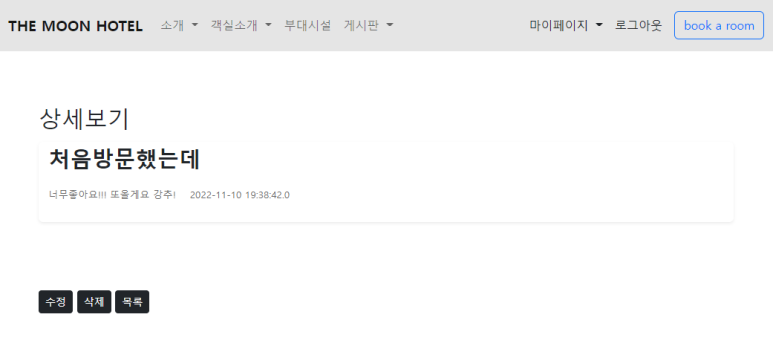 THE MOON HOTEL 소개 객실소개 부대시설 게시판 마이페이지 로그아웃 book a room
상세보기
처음방문했는데
너무좋아요!!! 또올게요 강추! 2022-11-10 19:38:42.0
수정 삭제 목록